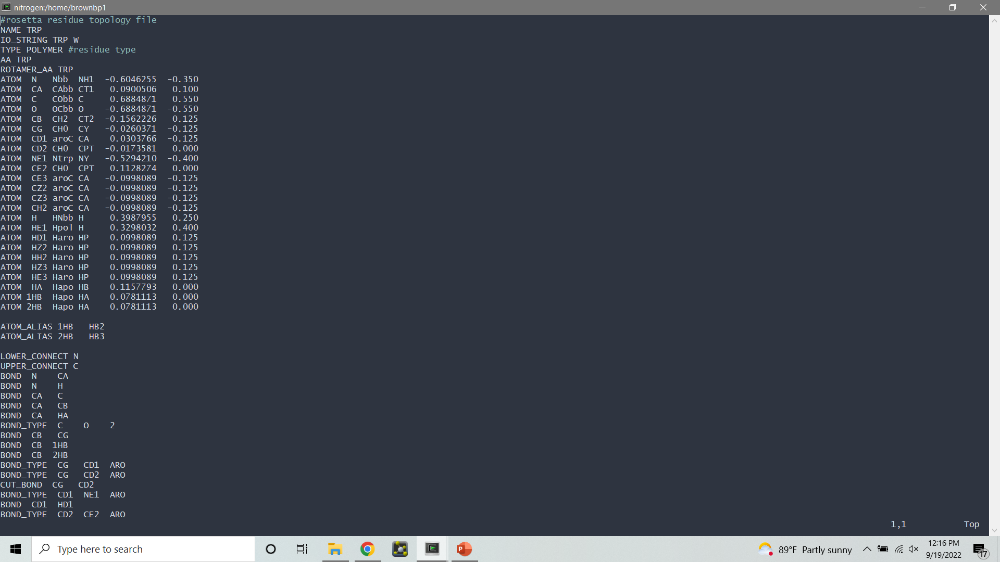 nitrogen:/home/brownbp1
#rosetta residue topology file
NAME TRP
IO_STRING TRP W
TYPE POLYMER #residue type
AA TRP
ROTAMER_AA TRP
ATOM  N   Nbb  NH1  -0.6046255  -0.350
ATOM  CA  CAbb CT1   0.0900506   0.100
ATOM  C   CObb C     0.6884871   0.550
ATOM  O   OCbb O    -0.6884871  -0.550
ATOM  CB  CH2  CT2  -0.1562226   0.125
ATOM  CG  CH0  CY   -0.0260371  -0.125
ATOM  CD1 aroC CA    0.0303766  -0.125
ATOM  CD2 CH0  CPT  -0.0173581   0.000
ATOM  NE1 Ntrp NY   -0.5294210  -0.400
ATOM  CE2 CH0  CPT   0.1128274   0.000
ATOM  CE3 aroC CA   -0.0998089  -0.125
ATOM  CZ2 aroC CA   -0.0998089  -0.125
ATOM  CZ3 aroC CA   -0.0998089  -0.125
ATOM  CH2 aroC CA   -0.0998089  -0.125
ATOM  H   HNbb H     0.3987955   0.250
ATOM  HE1 Hpol H     0.3298032   0.400
ATOM  HD1 Haro HP    0.0998089   0.125
ATOM  HZ2 Haro HP    0.0998089   0.125
ATOM  HH2 Haro HP    0.0998089   0.125
ATOM  HZ3 Haro HP    0.0998089   0.125
ATOM  HE3 Haro HP    0.0998089   0.125
ATOM  HA  Hapo HB    0.1157793   0.000
ATOM 1HB  Hapo HA    0.0781113   0.000
ATOM 2HB  Hapo HA    0.0781113   0.000
ATOM_ALIAS 1HB   HB2
ATOM_ALIAS 2HB   HB3
LOWER_CONNECT N
UPPER_CONNECT C
BOND  N    CA
BOND  N    H
BOND  CA   C
BOND  CA   CB
BOND  CA   HA
BOND_TYPE  C    O    2
BOND  CB   CG
BOND  CB  1HB
BOND  CB  2HB
BOND_TYPE  CG   CD1  ARO
BOND_TYPE  CG   CD2  ARO
CUT_BOND  CG   CD2
BOND_TYPE  CD1  NE1  ARO
BOND  CD1  HD1
BOND_TYPE  CD2  CE2  ARO
1,1 Top
Type here to search
P
89°F Partly sunny
12:16 PM
9/19/2022
17